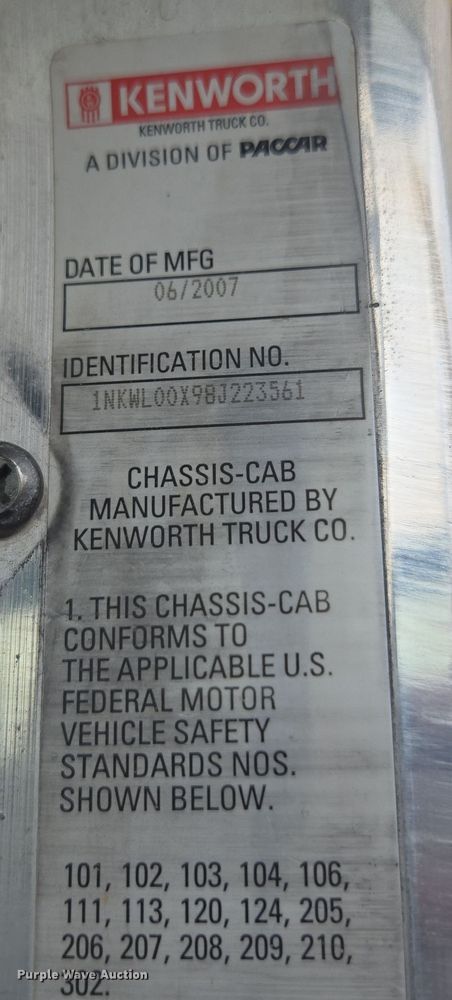 KENWORTH
KENWORTH TRUCK CO.
A DIVISION OF PACCAR
DATE OF MFG
06/2007
IDENTIFICATION NO.
1NKWL00X98J223561
CHASSIS-CAB
MANUFACTURED BY
KENWORTH TRUCK CO.
1. THIS CHASSIS-CAB
CONFORMS TO
THE APPLICABLE U.S.
FEDERAL MOTOR
VEHICLE SAFETY
STANDARDS NOS.
SHOWN BELOW.
101, 102, 103, 104, 106,
111, 113, 120, 124, 205,
206, 207, 208, 209, 210,
302.
Purple Wave Auction